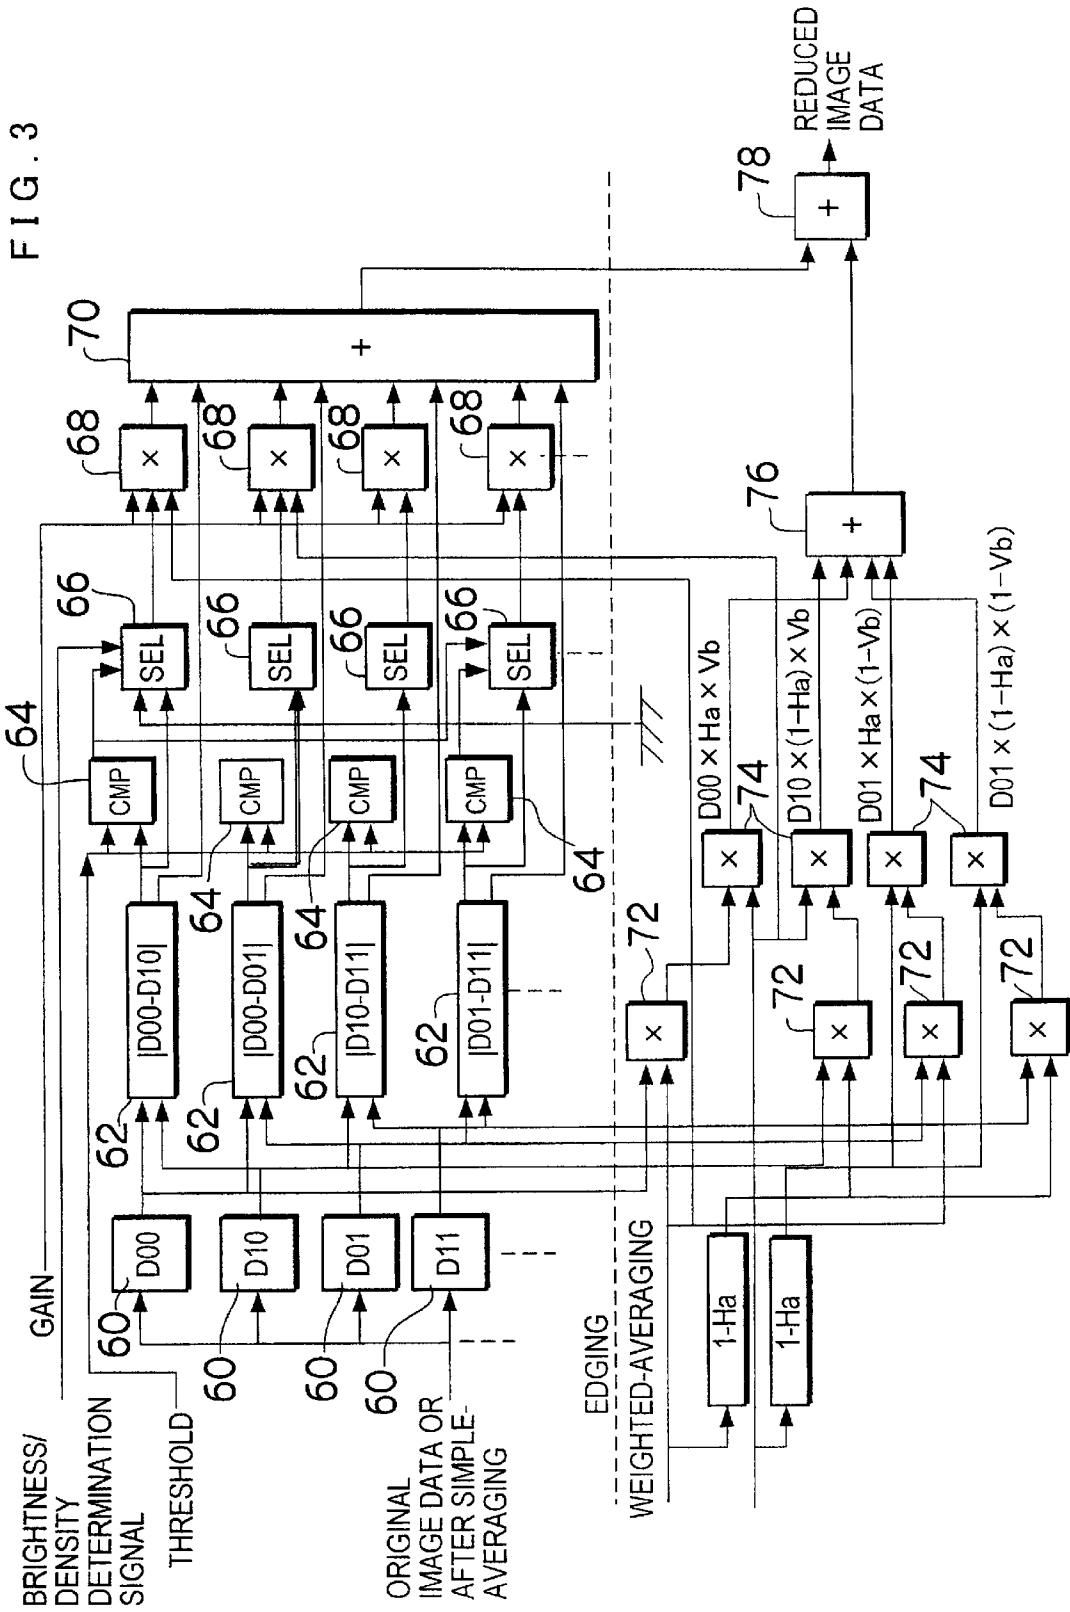 FIG. 3
BRIGHTNESS/
DENSITY
DETERMINATION
SIGNAL
GAIN
THRESHOLD
ORIGINAL
IMAGE DATA OR
AFTER SIMPLE-
AVERAGING
60
D00
60
D10
60
D01
60
D11
62
|D00-D10|
62
|D00-D01|
62
|D10-D11|
62
|D01-D11|
64
CMP
64
CMP
64
CMP
64
CMP
66
SEL
66
SEL
66
SEL
66
SEL
68
×
68
×
68
×
68
×
70
+
EDGING
WEIGHTED-AVERAGING
1-Ha
1-Ha
72
×
72
×
72
×
72
×
74
×
×
74
×
×
D00×Ha×Vb
D10×(1-Ha)×Vb
D01×Ha×(1-Vb)
D01×(1-Ha)×(1-Vb)
76
+
78
+
REDUCED
IMAGE
DATA